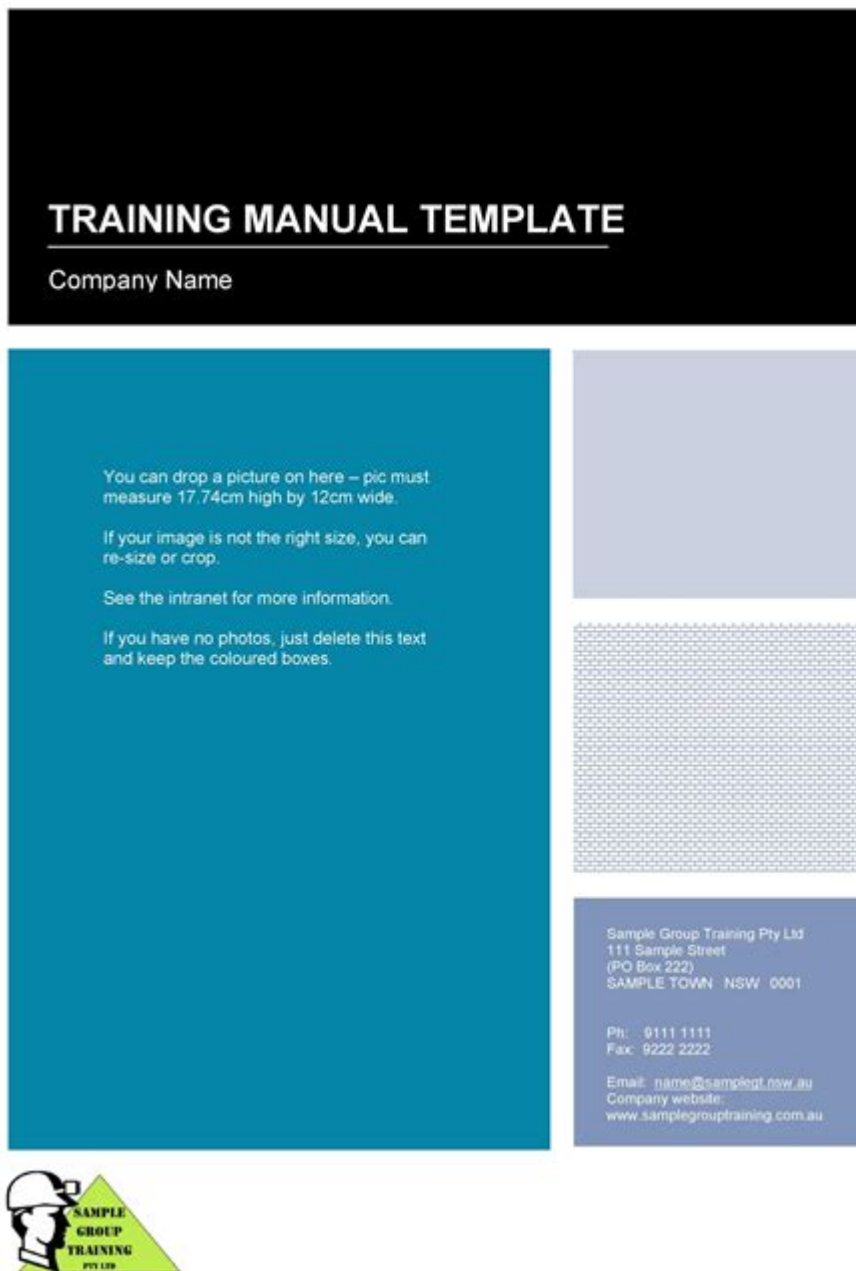 TRAINING MANUAL TEMPLATE
Company Name
You can drop a picture on here – pic must
measure 17.74cm high by 12cm wide.
If your image is not the right size, you can
re-size or crop.
See the intranet for more information.
If you have no photos, just delete this text
and keep the coloured boxes.
Sample Group Training Pty Ltd
111 Sample Street
(PO Box 222)
SAMPLE TOWN NSW 0001
Ph: 9111 1111
Fax: 9222 2222
Email: name@samplegt.nsw.au
Company website:
www.samplegrouptraining.com.au
SAMPLE
GROUP
TRAINING
PTY LTD